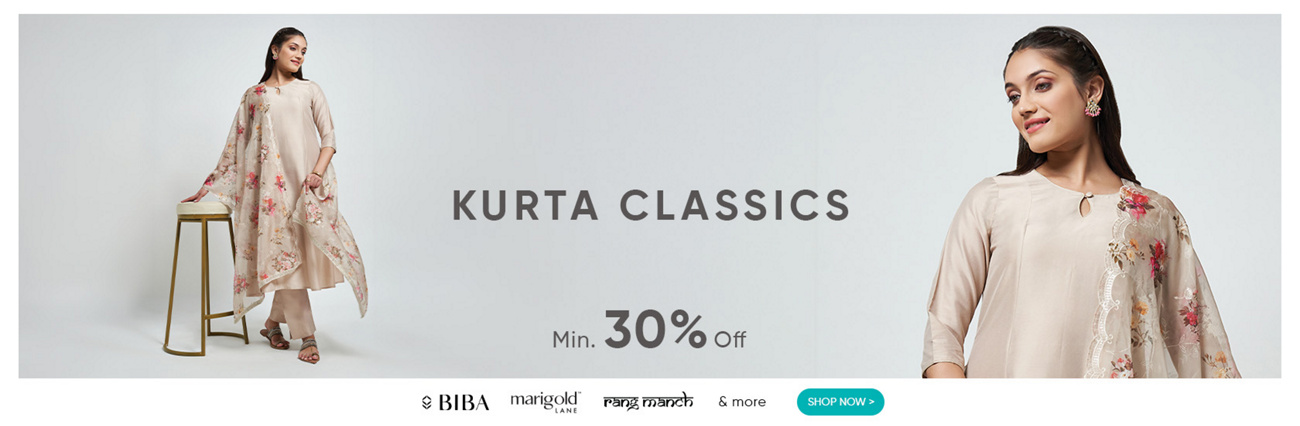 KURTA CLASSICS
Min. 30% Off
BIBA marigold LANE rang manch & more SHOP NOW >